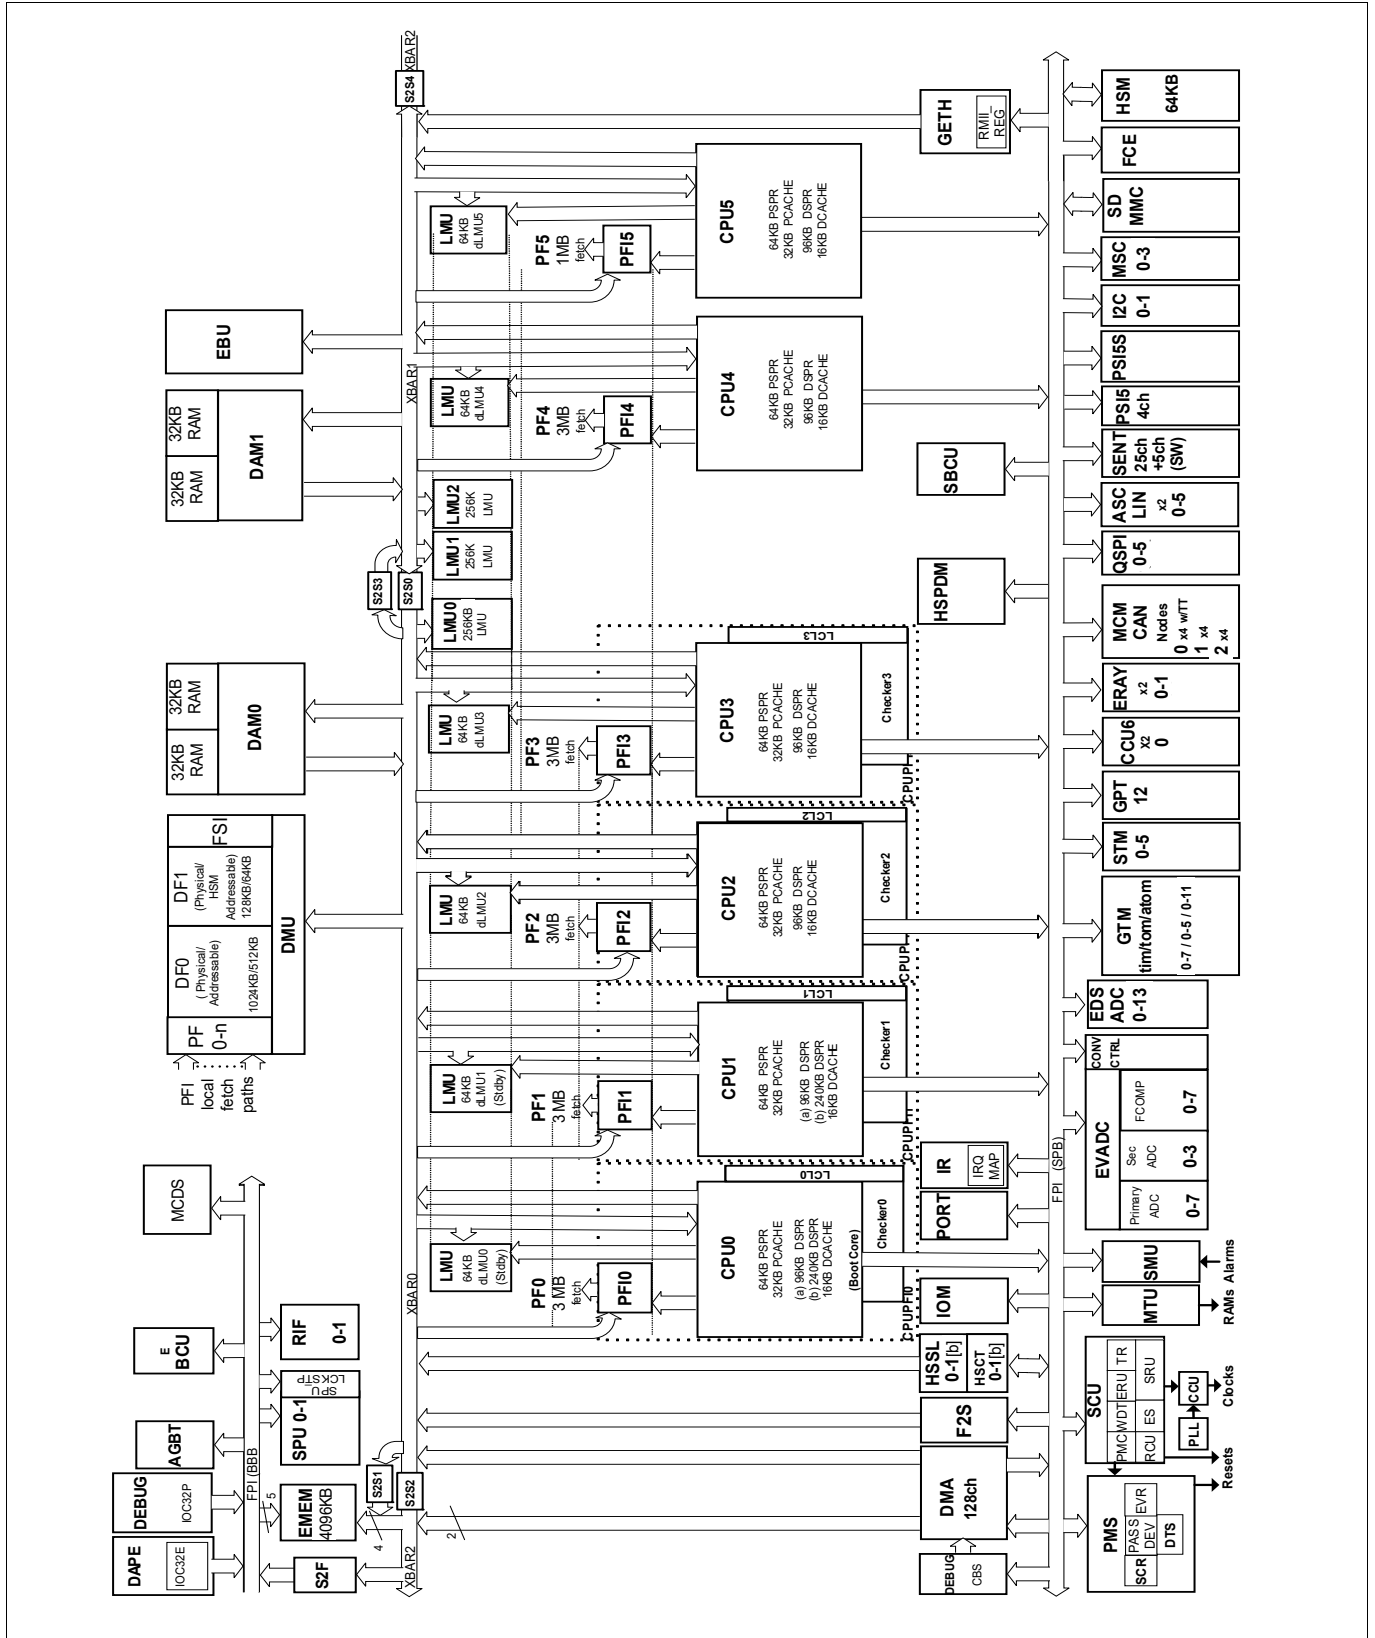 DAPE
IOC32E
DEBUG
IOC32P
AGBT
E
BCU
MCDS
FPI (BBB)
S2F
EMEM
4096KB
5
SPU 0-1
SPU
LCKSTP
RIF
0-1
PFI
local
fetch
paths
PF
0-n
DF0
( Physical/
Addressable)
1024KB/512KB
DF1
(Physical/
HSM
Addressable)
128KB/64KB
FSI
DMU
32KB
RAM
32KB
RAM
DAM0
32KB
RAM
32KB
RAM
DAM1
EBU
4
S2S1
S2S3
XBAR2
S2S2
XBAR0
S2S0
XBAR1
S2S4
XBAR2
2
LMU
64KB
dLMU0
(Stdby)
LMU
64KB
dLMU1
(Stdby)
LMU
64KB
dLMU2
LMU
64KB
dLMU3
LMU0
256KB
LMU
LMU1
256K
LMU
LMU2
256K
LMU
LMU
64KB
dLMU4
LMU
64KB
dLMU5
PF0
3 MB
fetch
PFI0
PF1
3 MB
fetch
PFI1
PF2
3MB
fetch
PFI2
PF3
3MB
fetch
PFI3
PF4
3MB
fetch
PFI4
PF5
1MB
fetch
PFI5
CPU0
64KB PSPR
32KB PCACHE
(a) 96KB DSPR
(b) 240KB DSPR
16KB DCACHE
(Boot Core)
LCL0
Checker0
CPUPFI0
CPU1
64KB PSPR
32KB PCACHE
(a) 96KB DSPR
(b) 240KB DSPR
16KB DCACHE
LCL1
Checker1
CPUPFI
CPU2
64KB PSPR
32KB PCACHE
96KB DSPR
16KB DCACHE
LCL2
Checker2
CPUPF
CPU3
64KB PSPR
32KB PCACHE
96KB DSPR
16KB DCACHE
LCL3
Checker3
CPUPF
CPU4
64KB PSPR
32KB PCACHE
96KB DSPR
16KB DCACHE
CPU5
64KB PSPR
32KB PCACHE
96KB DSPR
16KB DCACHE
DEBUG
CBS
DMA
128ch
F2S
HSSL
0-1[b]
HSCT
0-1[b]
IOM
PORT
IR
IRQ
MAP
HSPDM
SBCU
GETH
RMII_
REG
FPI (SPB)
PMS
SCR
PASS
DEV
EVR
DTS
Resets
SCU
PMC
WDT
ERU
TR
RCU
ES
SRU
PLL
CCU
Clocks
MTU
RAMs
SMU
Alarms
EVADC
Primary
ADC
0-7
Sec
ADC
0-3
FCOMP
0-7
CONV
CTRL
EDS
ADC
0-13
GTM
tim/tom/atom
0-7 / 0-5 / 0-11
STM
0-5
GPT
12
CCU6
x2
0
ERAY
x2
0-1
MCM
CAN
Nodes
0 x4 w/TT
1 x4
2 x4
QSPI
0-5
ASC
LIN
x2
0-5
SENT
25ch
+5ch
(SW)
PSI5
4ch
PSI5S
I2C
0-1
MSC
0-3
SD
MMC
FCE
HSM
64KB